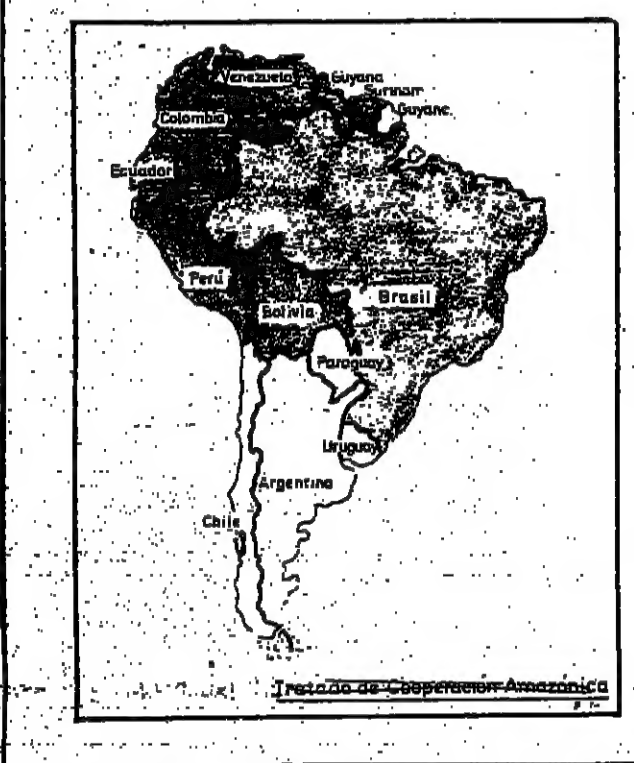 Venezuela
Guyana
Surinam
Guyane
Colombia
Ecuador
Perú
Brasil
Bolivia
Paraguay
Uruguay
Argentina
Chile
Tratado de Cooperación Amazónica